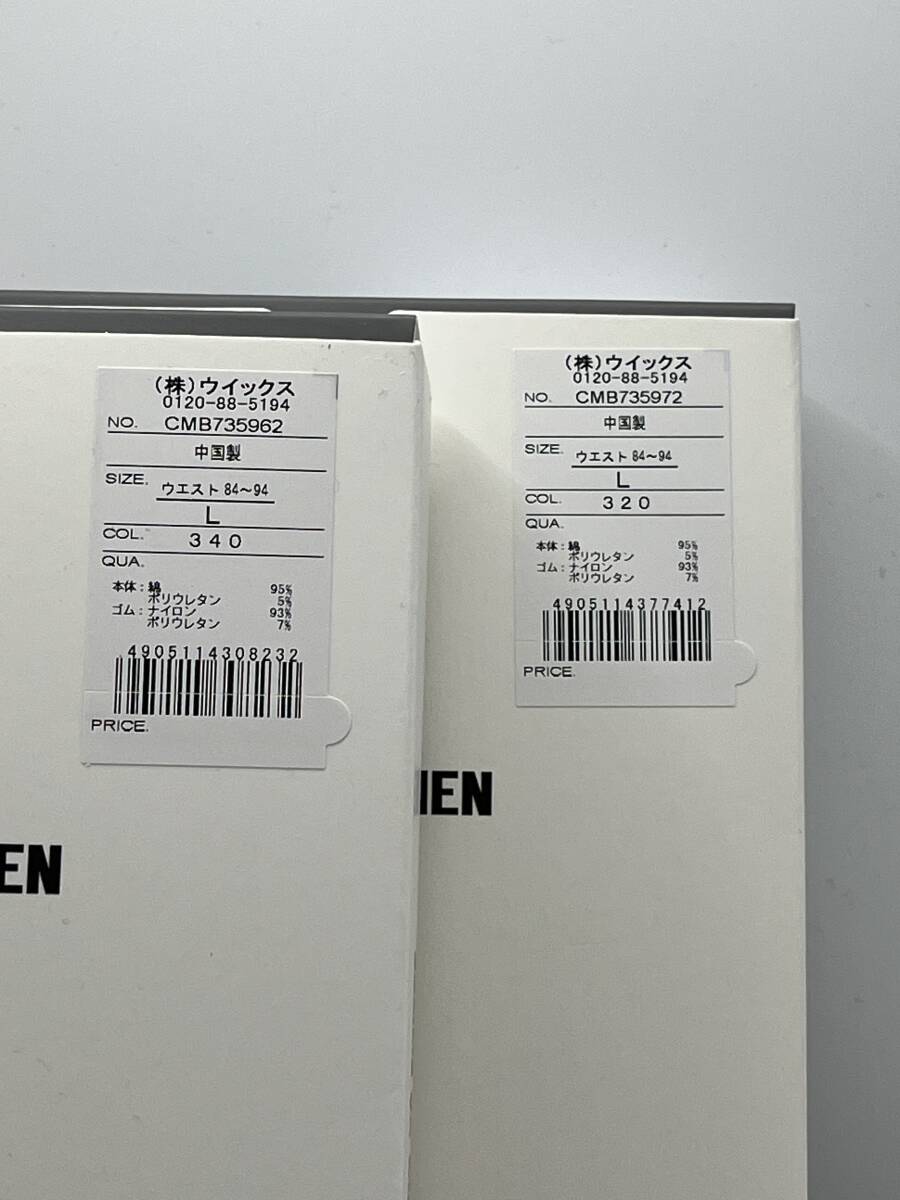 (株)ウイックス
0120-88-5194
NO. CMB735962
中国製
SIZE. ウエスト 84～94
L
COL. 340
QUA.
本体：綿 95%
ポリウレタン 5%
ゴム：ナイロン 93%
ポリウレタン 7%
4905114308232
PRICE.
EN
(株)ウイックス
0120-88-5194
NO. CMB735972
中国製
SIZE. ウエスト 84～94
L
COL. 320
QUA.
本体：綿 95%
ポリウレタン 5%
ゴム：ナイロン 93%
ポリウレタン 7%
4905114377412
PRICE.
EN